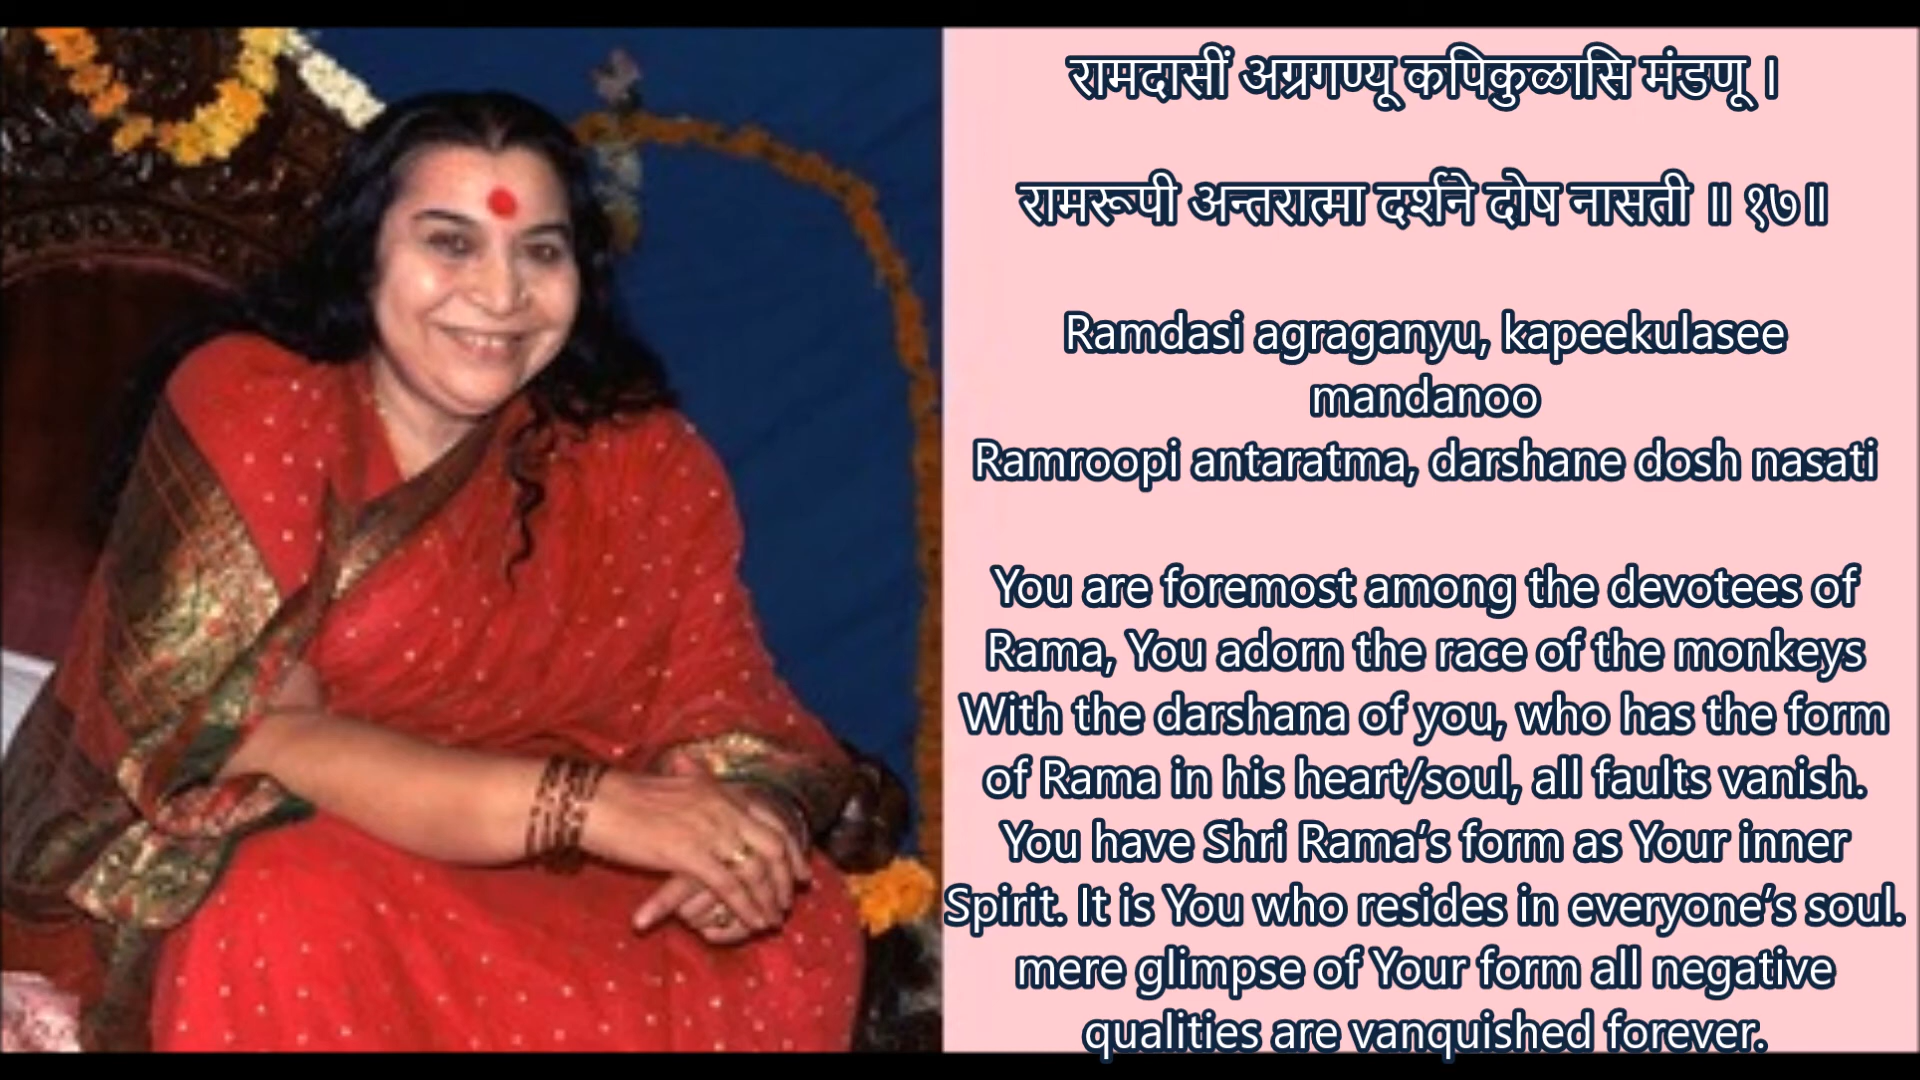 रामदासीं अग्रगण्यू कपिकुळासि मंडणू ।
रामरूपी अन्तरात्मा दर्शने दोष नासती ॥ १७॥
Ramdasi agraganyu, kapeekulasee
mandanoo
Ramroopi antaratma, darshane dosh nasati
You are foremost among the devotees of
Rama, You adorn the race of the monkeys
With the darshana of you, who has the form
of Rama in his heart/soul, all faults vanish.
You have Shri Rama’s form as Your inner
Spirit. It is You who resides in everyone’s soul.
mere glimpse of Your form all negative
qualities are vanquished forever.